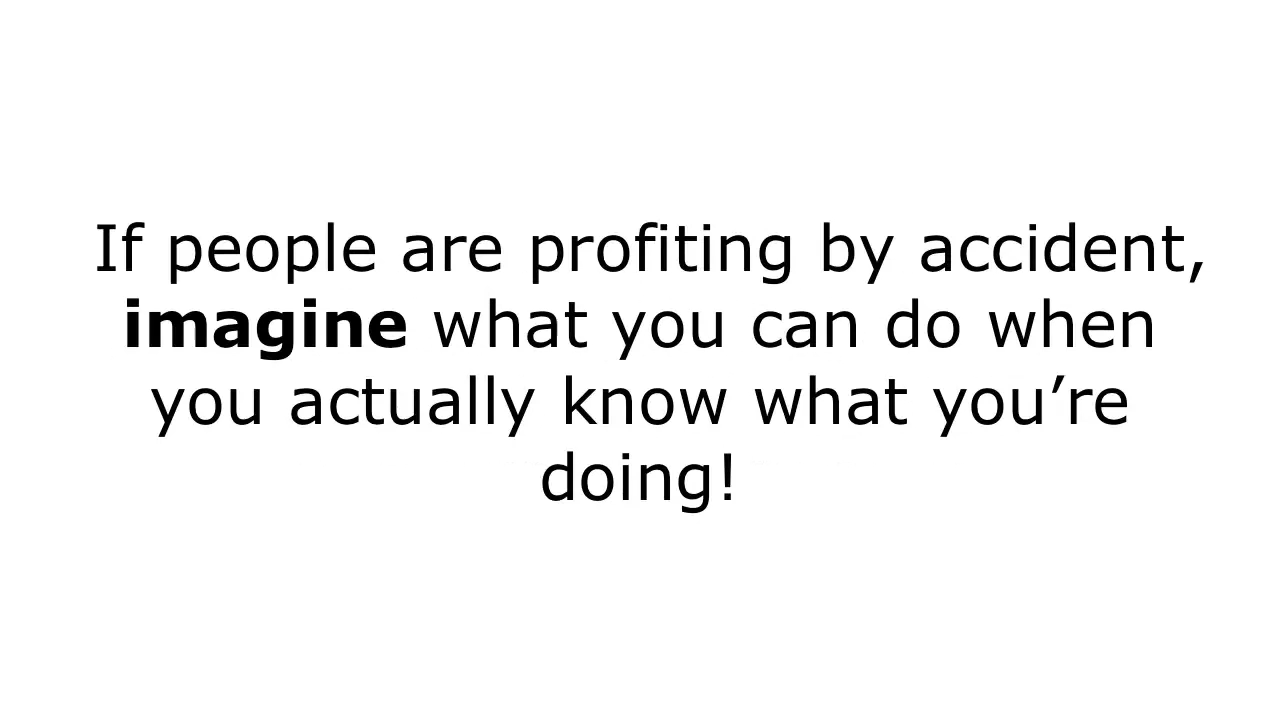 If people are profiting by accident,
imagine what you can do when
you actually know what you’re
doing!